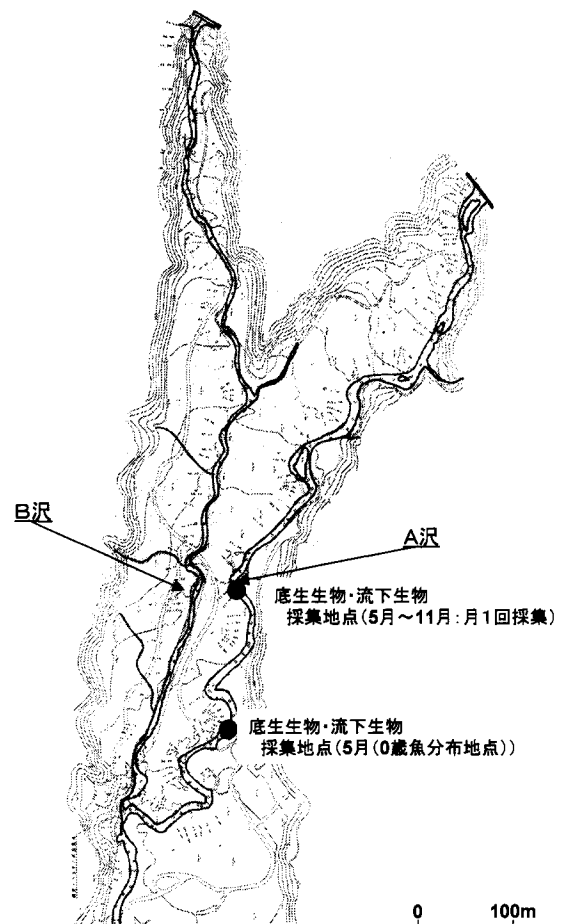 B沢
A沢
底生生物・流下生物
採集地点(5月～11月:月1回採集)
底生生物・流下生物
採集地点(5月(0歳魚分布地点))
0 100m